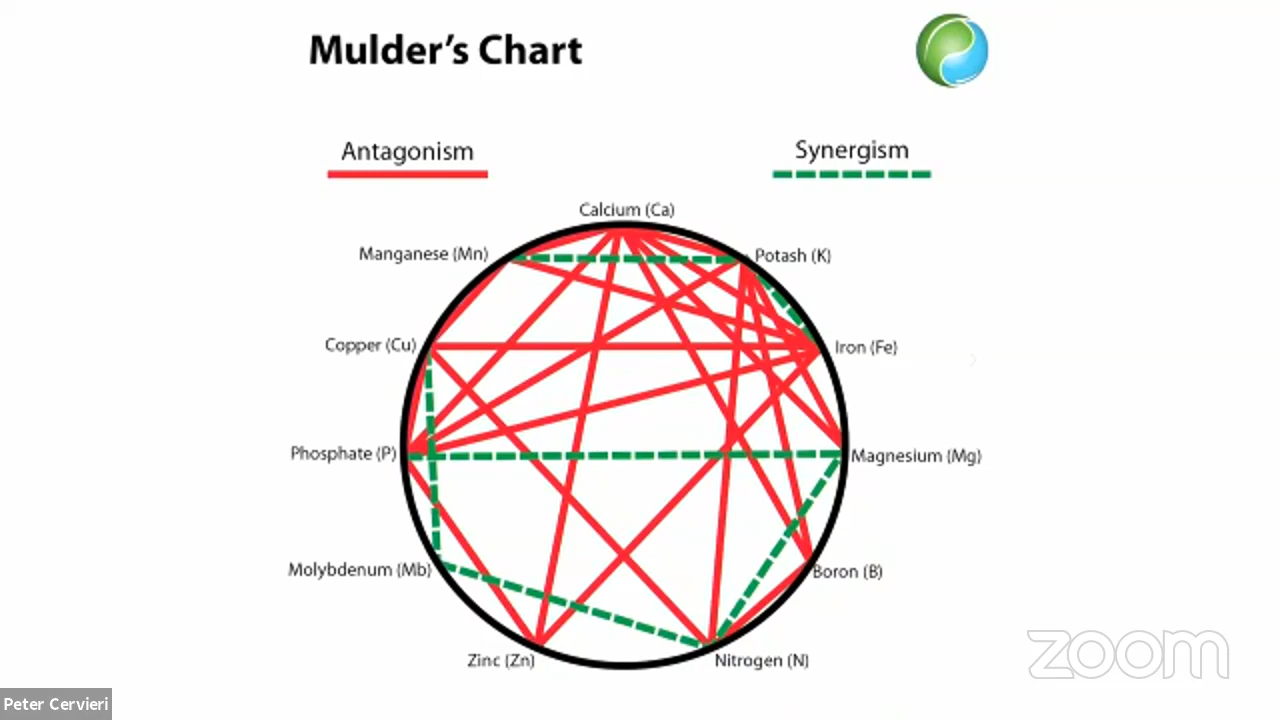 Mulder's Chart
Antagonism
Synergism
Calcium (Ca)
Manganese (Mn)
Potash (K)
Copper (Cu)
Iron (Fe)
Phosphate (P)
Magnesium (Mg)
Molybdenum (Mb)
Boron (B)
Zinc (Zn)
Nitrogen (N)
zoom
Peter Cervieri